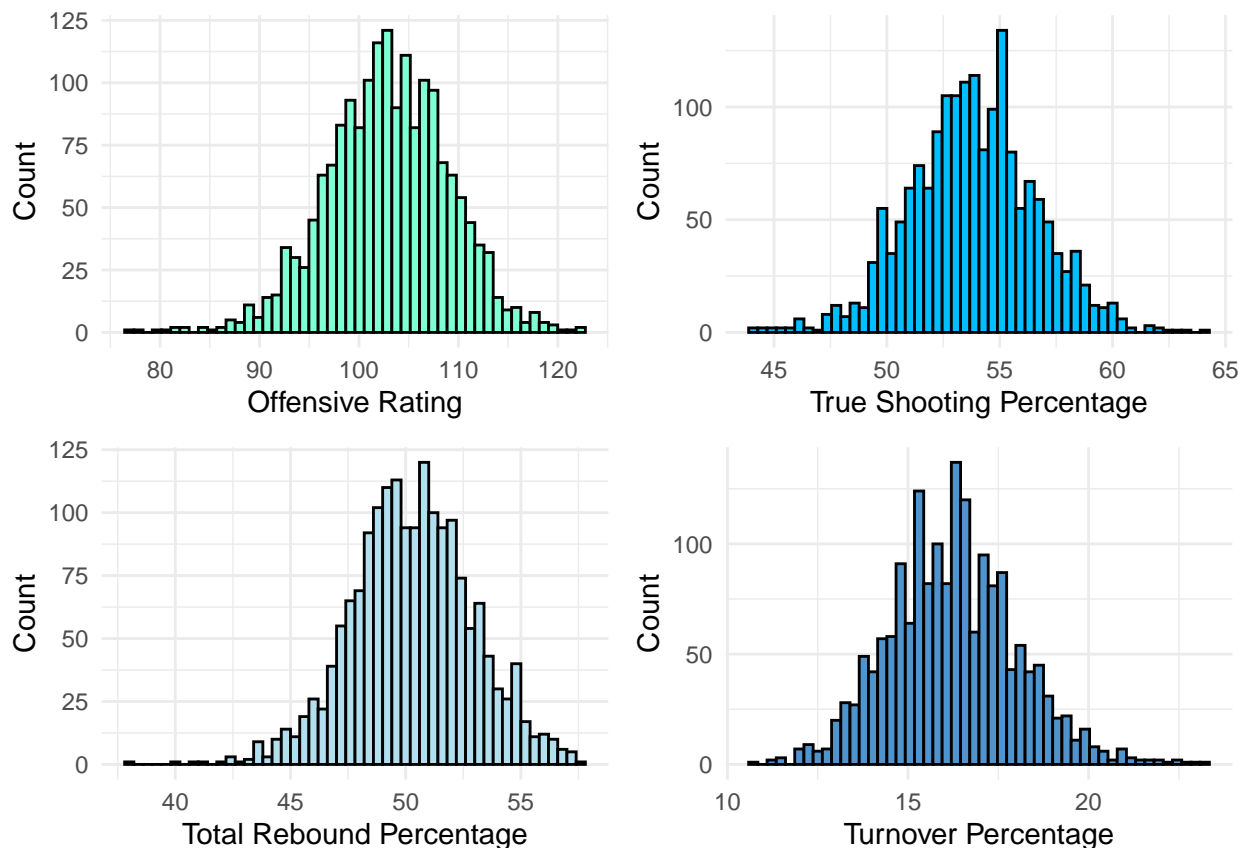 125
100
75
50
25
0
Count
80 90 100 110 120
Offensive Rating
100
50
0
Count
45 50 55 60 65
True Shooting Percentage
125
100
75
50
25
0
Count
40 45 50 55
Total Rebound Percentage
100
50
0
Count
10 15 20
Turnover Percentage